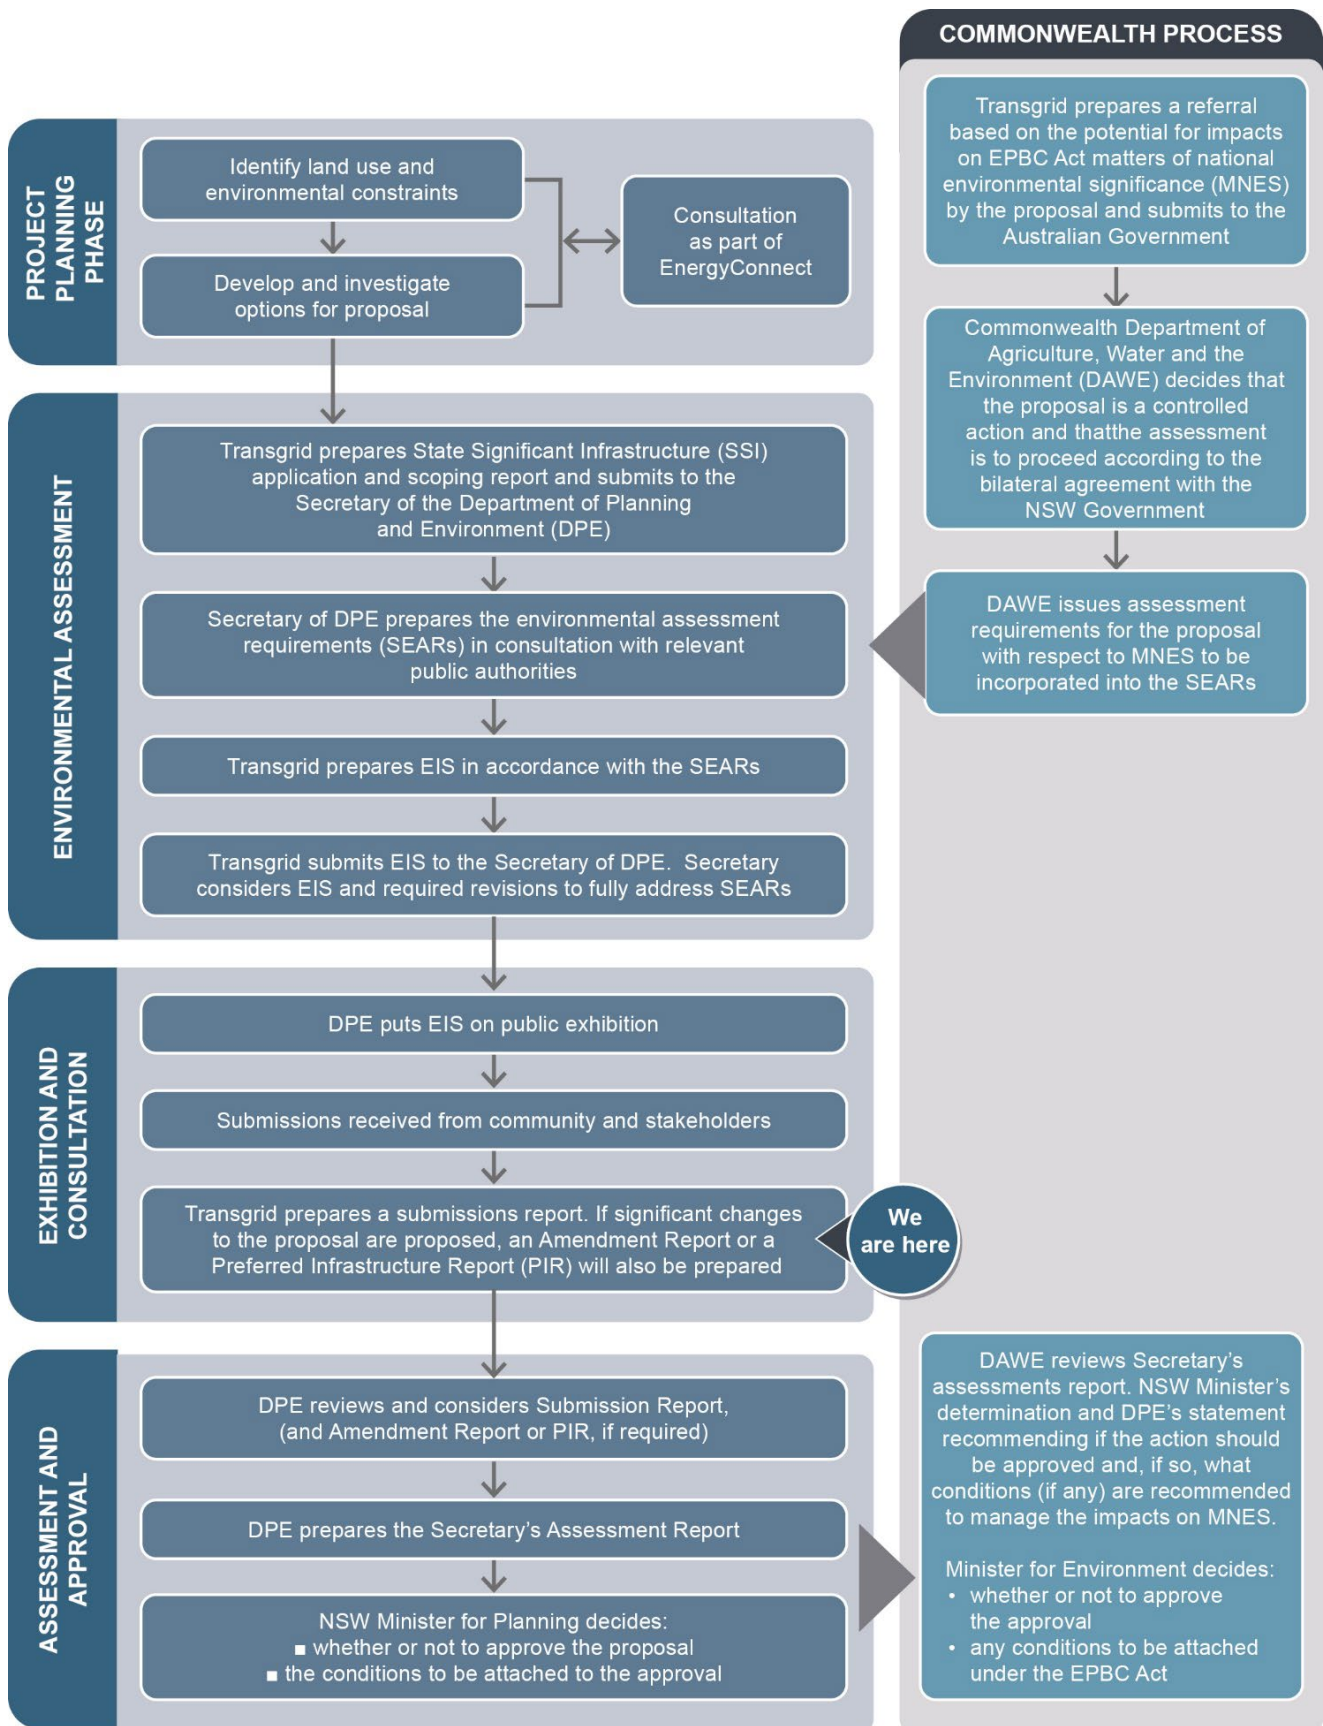 COMMONWEALTH PROCESS
Transgrid prepares a referral
based on the potential for impacts
on EPBC Act matters of national
environmental significance (MNES)
by the proposal and submits to the
Australian Government
Commonwealth Department of
Agriculture, Water and the
Environment (DAWE) decides that
the proposal is a controlled
action and thatthe assessment
is to proceed according to the
bilateral agreement with the
NSW Government
DAWE issues assessment
requirements for the proposal
with respect to MNES to be
incorporated into the SEARs
PROJECT
PLANNING
PHASE
Identify land use and
environmental constraints
Develop and investigate
options for proposal
Consultation
as part of
EnergyConnect
ENVIRONMENTAL ASSESSMENT
Transgrid prepares State Significant Infrastructure (SSI)
application and scoping report and submits to the
Secretary of the Department of Planning
and Environment (DPE)
Secretary of DPE prepares the environmental assessment
requirements (SEARs) in consultation with relevant
public authorities
Transgrid prepares EIS in accordance with the SEARs
Transgrid submits EIS to the Secretary of DPE.  Secretary
considers EIS and required revisions to fully address SEARs
EXHIBITION AND
CONSULTATION
DPE puts EIS on public exhibition
Submissions received from community and stakeholders
Transgrid prepares a submissions report. If significant changes
to the proposal are proposed, an Amendment Report or a
Preferred Infrastructure Report (PIR) will also be prepared
We
are here
ASSESSMENT AND
APPROVAL
DPE reviews and considers Submission Report,
(and Amendment Report or PIR, if required)
DPE prepares the Secretary's Assessment Report
NSW Minister for Planning decides:
■ whether or not to approve the proposal
■ the conditions to be attached to the approval
DAWE reviews Secretary's
assessments report. NSW Minister's
determination and DPE's statement
recommending if the action should
be approved and, if so, what
conditions (if any) are recommended
to manage the impacts on MNES.
Minister for Environment decides:
• whether or not to approve
the approval
• any conditions to be attached
under the EPBC Act